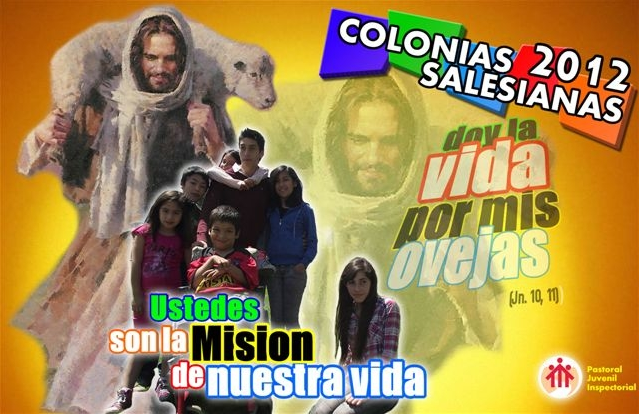 COLONIAS 2012
SALESIANAS
doy la
vida
por mis
ovejas
(Jn. 10, 11)
Ustedes
son la Mision
de nuestra vida
Pastoral
Juvenil
Inspectorial